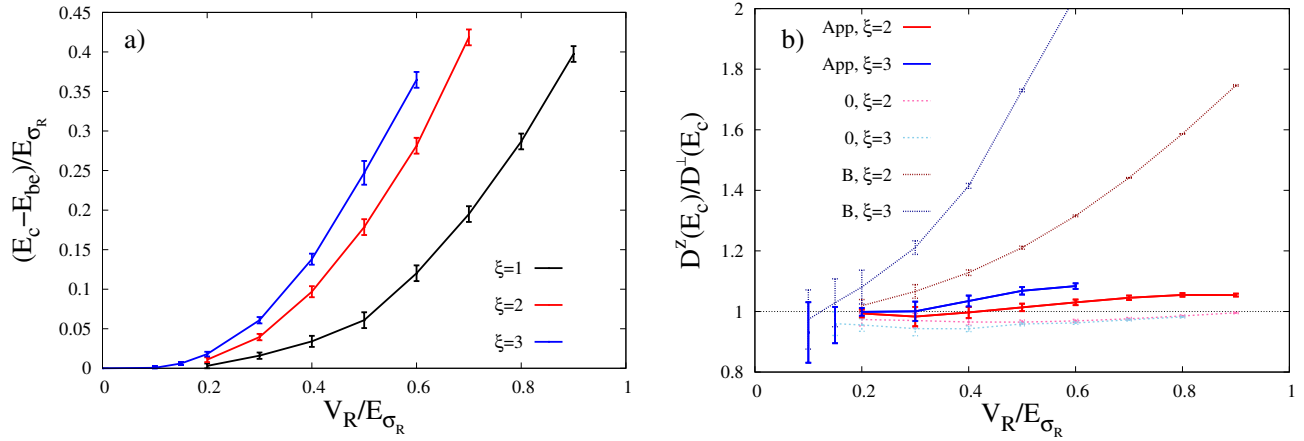 a)
(E_c−E_be)/E_σ_R
0.45
0.4
0.35
0.3
0.25
0.2
0.15
0.1
0.05
0
ξ=1
ξ=2
ξ=3
0 0.2 0.4 0.6 0.8 1
V_R/E_σ_R
b)
D^Z(E_c)/D^⊥(E_c)
2
1.8
1.6
1.4
1.2
1
0.8
App, ξ=2
App, ξ=3
0, ξ=2
0, ξ=3
B, ξ=2
B, ξ=3
0 0.2 0.4 0.6 0.8 1
V_R/E_σ_R